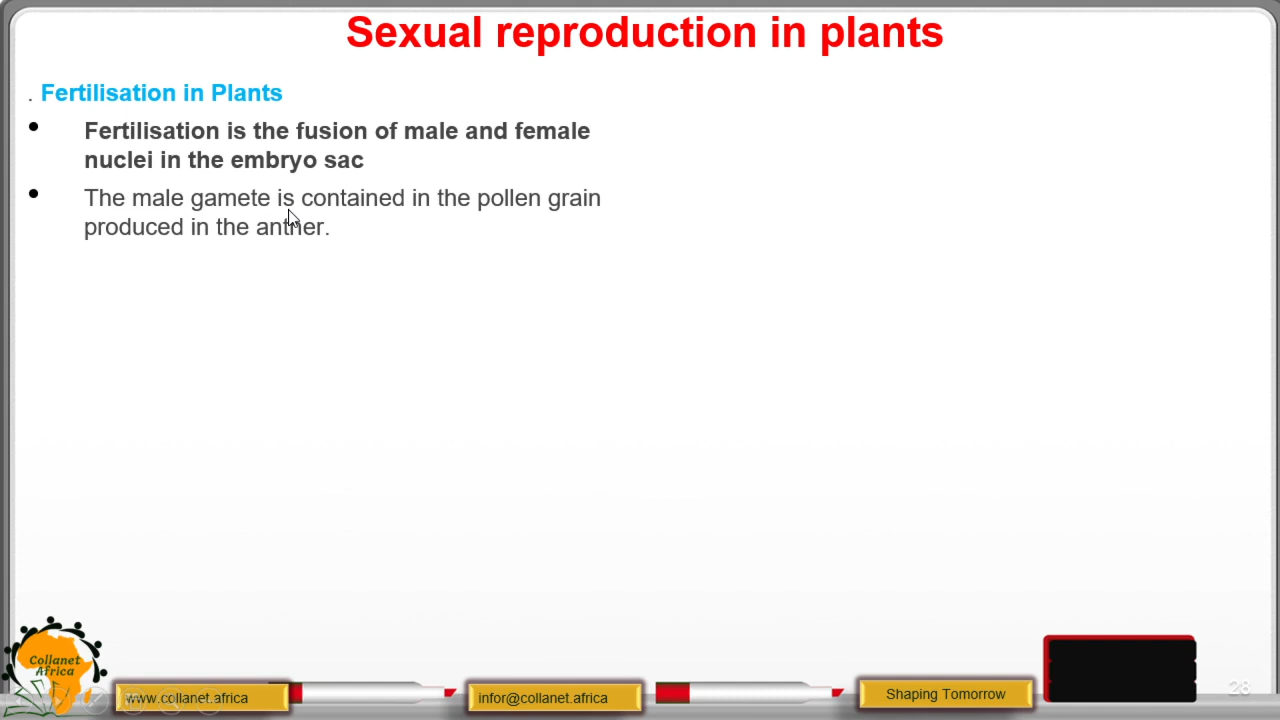 Sexual reproduction in plants
. Fertilisation in Plants
• Fertilisation is the fusion of male and female
nuclei in the embryo sac
• The male gamete is contained in the pollen grain
produced in the anther.
Collanet
Africa
www.collanet.africa
infor@collanet.africa
Shaping Tomorrow
28